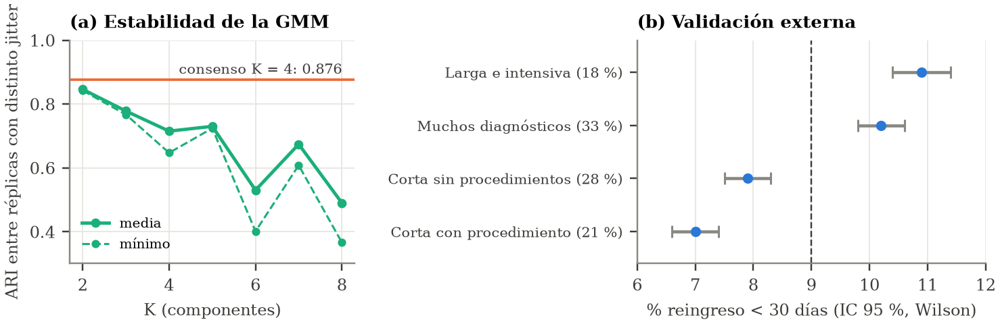 (a) Estabilidad de la GMM
ARI entre réplicas con distinto jitter
1.0
0.8
0.6
0.4
consenso K = 4: 0.876
media
mínimo
2 4 6 8
K (componentes)
(b) Validación externa
Larga e intensiva (18 %)
Muchos diagnósticos (33 %)
Corta sin procedimientos (28 %)
Corta con procedimiento (21 %)
6 7 8 9 10 11 12
% reingreso < 30 días (IC 95 %, Wilson)